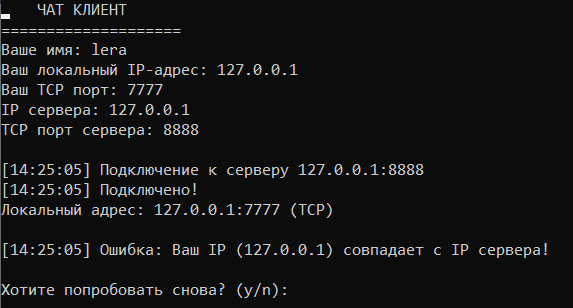 ЧАТ КЛИЕНТ
====================
Ваше имя: lera
Ваш локальный IP-адрес: 127.0.0.1
Ваш TCP порт: 7777
IP сервера: 127.0.0.1
TCP порт сервера: 8888
[14:25:05] Подключение к серверу 127.0.0.1:8888
[14:25:05] Подключено!
Локальный адрес: 127.0.0.1:7777 (TCP)
[14:25:05] Ошибка: Ваш IP (127.0.0.1) совпадает с IP сервера!
Хотите попробовать снова? (y/n):